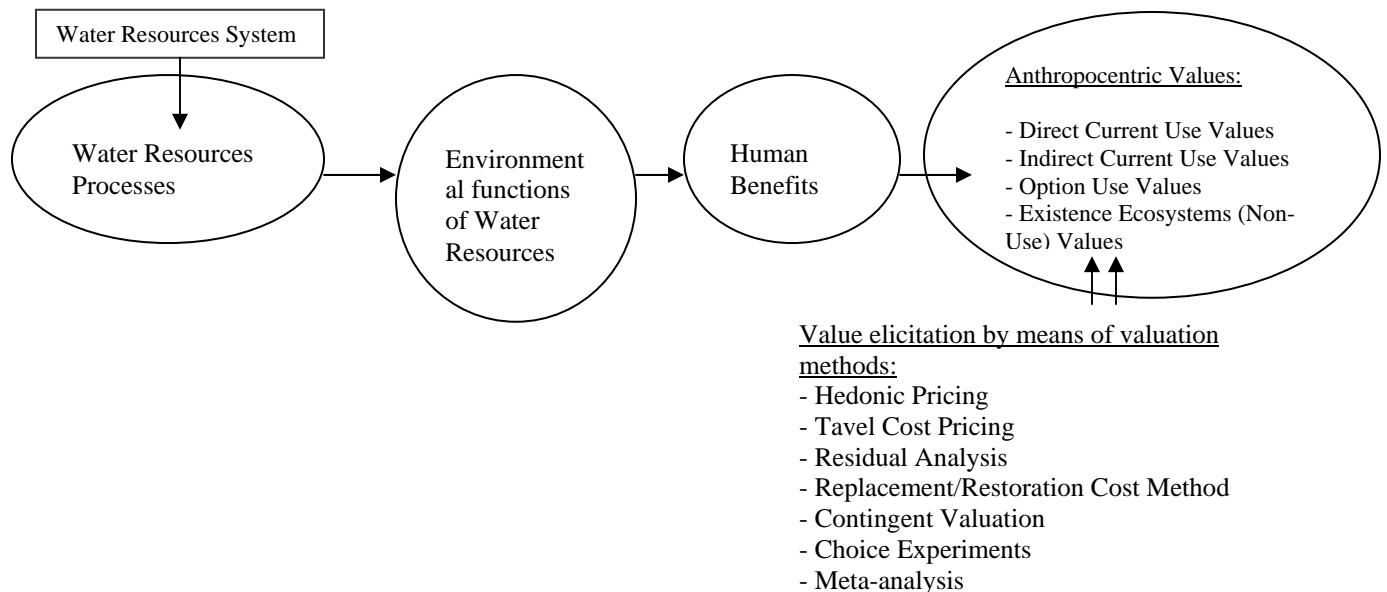 Water Resources System
Water Resources
Processes
Environment
al functions
of Water
Resources
Human
Benefits
Anthropocentric Values:
- Direct Current Use Values
- Indirect Current Use Values
- Option Use Values
- Existence Ecosystems (Non-
Use) Values
Value elicitation by means of valuation
methods:
- Hedonic Pricing
- Tavel Cost Pricing
- Residual Analysis
- Replacement/Restoration Cost Method
- Contingent Valuation
- Choice Experiments
- Meta-analysis